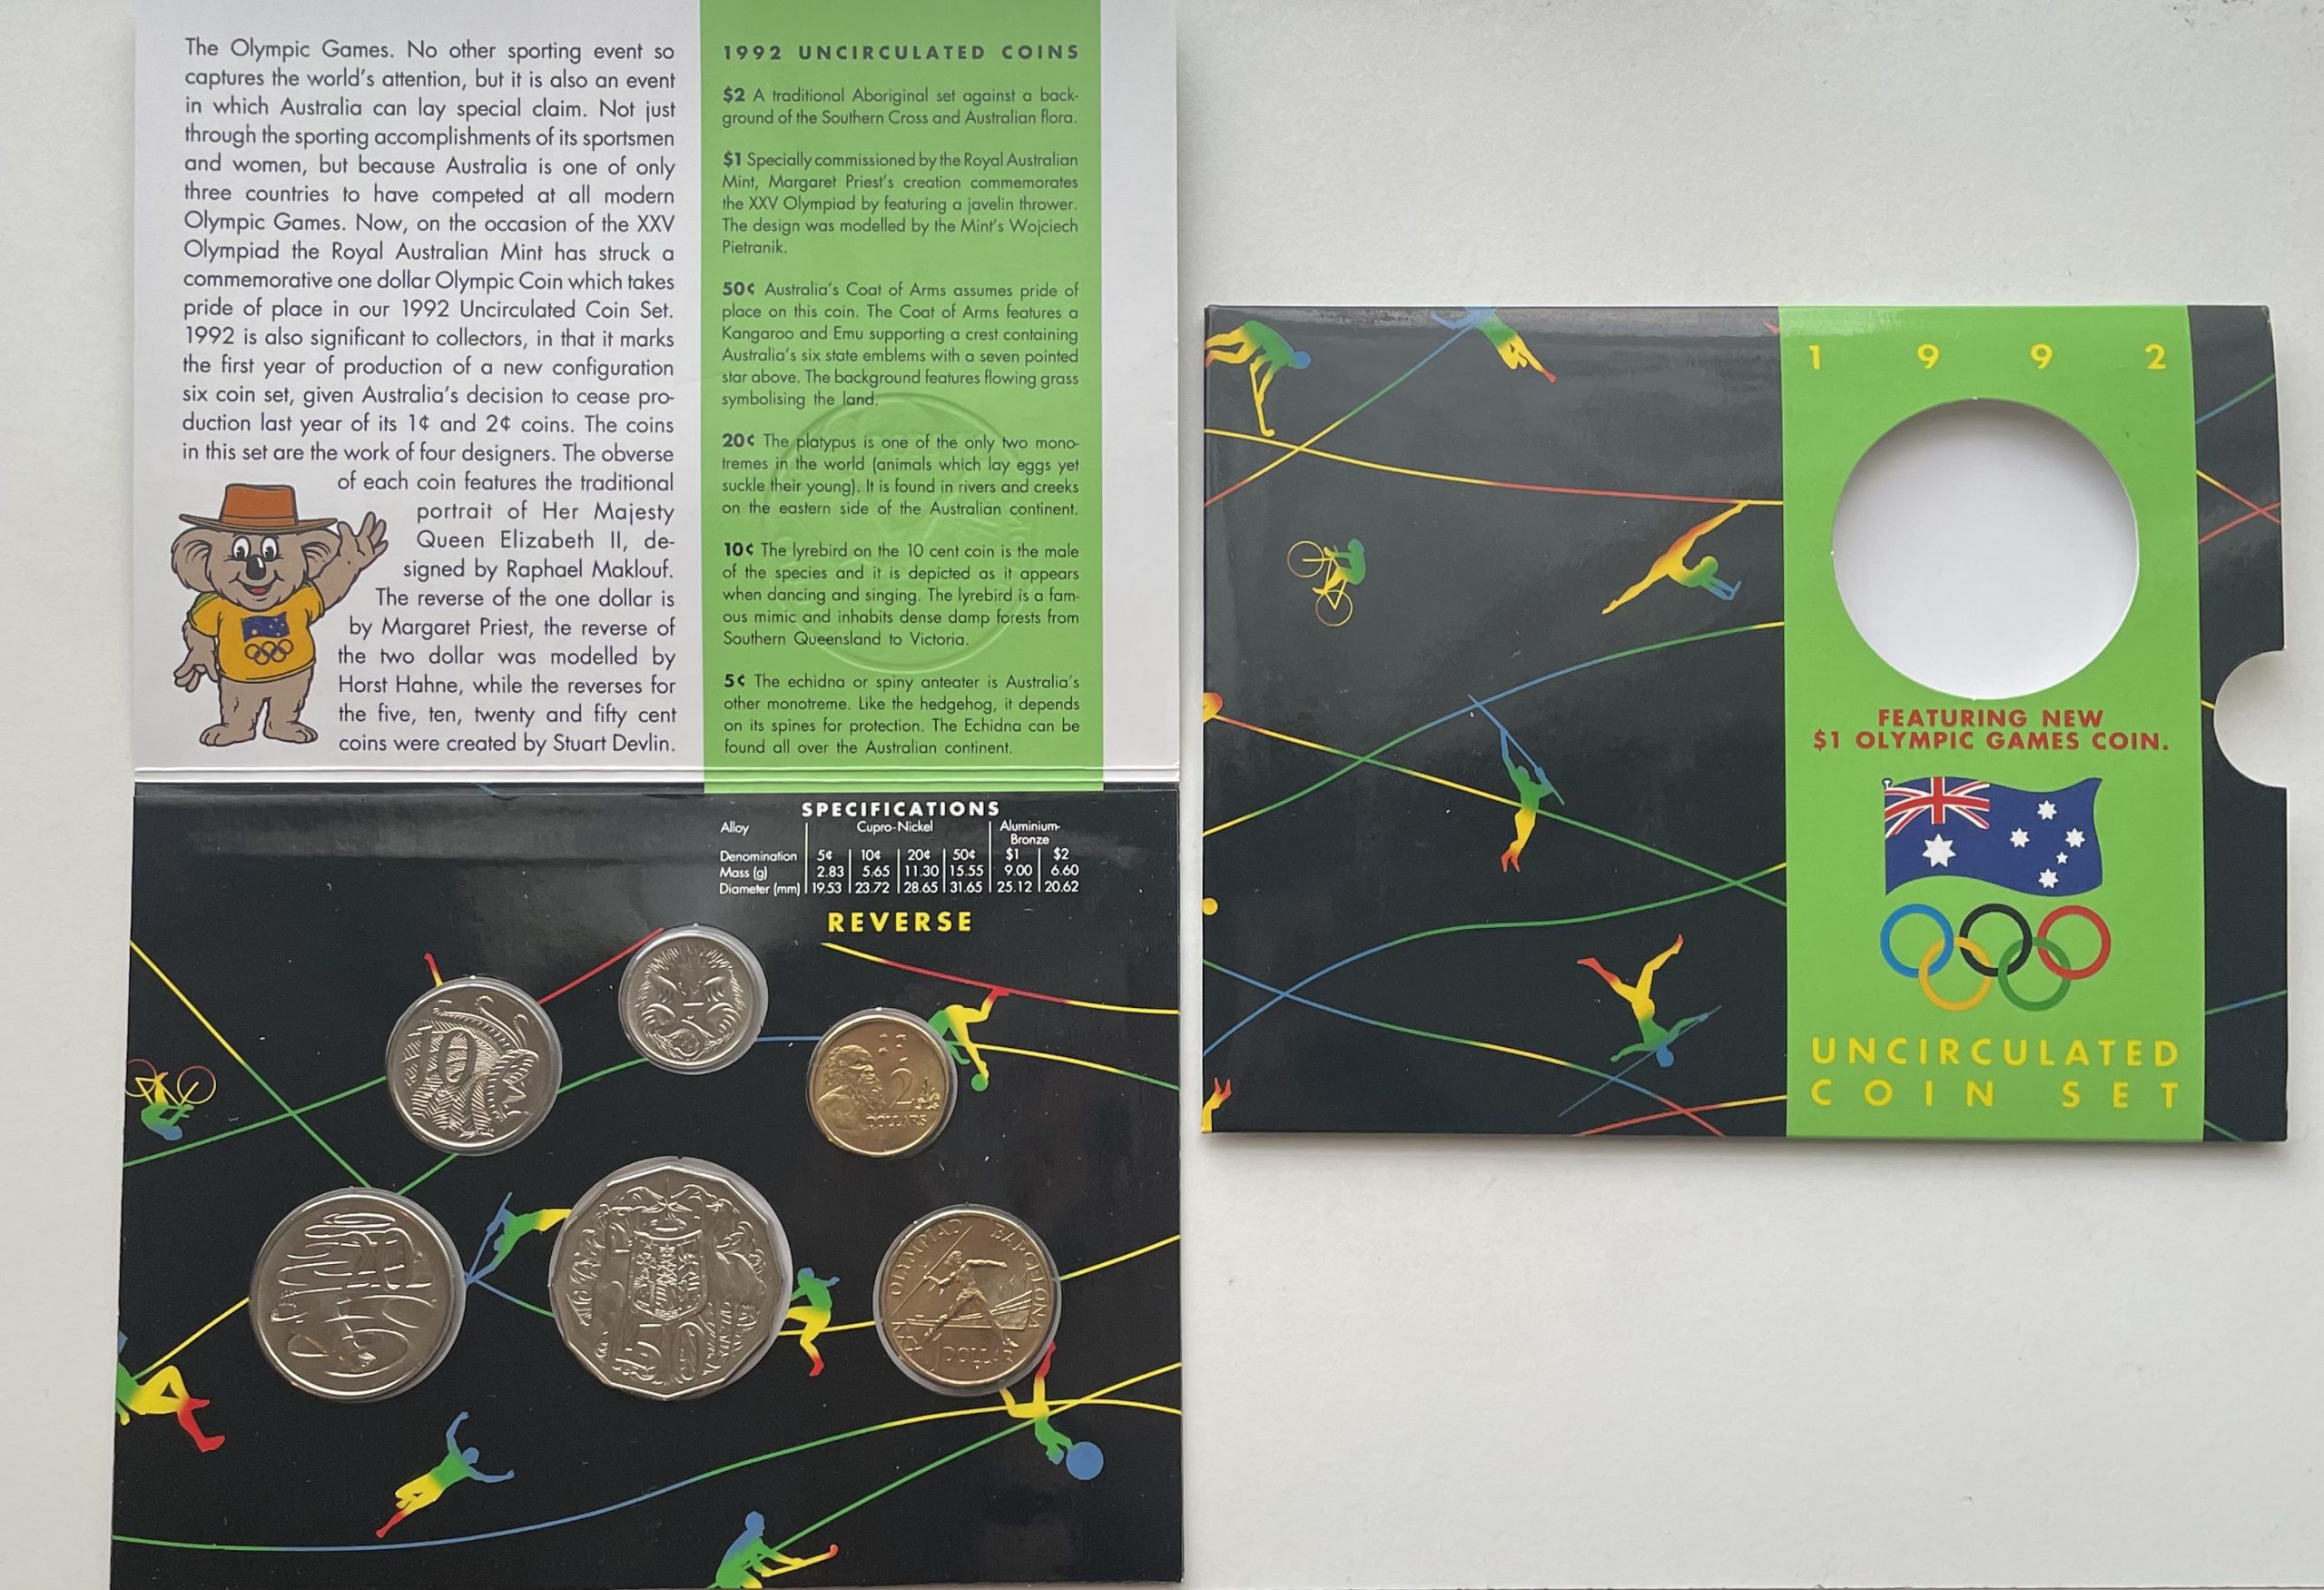 The Olympic Games. No other sporting event so
captures the world's attention, but it is also an event
in which Australia can lay special claim. Not just
through the sporting accomplishments of its sportsmen
and women, but because Australia is one of only
three countries to have competed at all modern
Olympic Games. Now, on the occasion of the XXV
Olympiad the Royal Australian Mint has struck a
commemorative one dollar Olympic Coin which takes
pride of place in our 1992 Uncirculated Coin Set.
1992 is also significant to collectors, in that it marks
the first year of production of a new configuration
six coin set, given Australia's decision to cease pro-
duction last year of its 1¢ and 2¢ coins. The coins
in this set are the work of four designers. The obverse
of each coin features the traditional
portrait of Her Majesty
Queen Elizabeth II, de-
signed by Raphael Maklouf.
The reverse of the one dollar is
by Margaret Priest, the reverse of
the two dollar was modelled by
Horst Hahne, while the reverses for
the five, ten, twenty and fifty cent
coins were created by Stuart Devlin.
1992 UNCIRCULATED COINS
$2 A traditional Aboriginal set against a back-
ground of the Southern Cross and Australian flora.
$1 Specially commissioned by the Royal Australian
Mint, Margaret Priest's creation commemorates
the XXV Olympiad by featuring a javelin thrower.
The design was modelled by the Mint's Wojciech
Pietranik.
50¢ Australia's Coat of Arms assumes pride of
place on this coin. The Coat of Arms features a
Kangaroo and Emu supporting a crest containing
Australia's six state emblems with a seven pointed
star above. The background features flowing grass
symbolising the land.
20¢ The platypus is one of the only two mono-
tremes in the world (animals which lay eggs yet
suckle their young). It is found in rivers and creeks
on the eastern side of the Australian continent.
10¢ The lyrebird on the 10 cent coin is the male
of the species and it is depicted as it appears
when dancing and singing. The lyrebird is a fam-
ous mimic and inhabits dense damp forests from
Southern Queensland to Victoria.
5¢ The echidna or spiny anteater is Australia's
other monotreme. Like the hedgehog, it depends
on its spines for protection. The Echidna can be
found all over the Australian continent.
SPECIFICATIONS
Alloy Cupro-Nickel Aluminium-
Bronze
Denomination 5¢ 10¢ 20¢ 50¢ $1 $2
Mass (g) 2.83 5.65 11.30 15.55 9.00 6.60
Diameter (mm) 19.53 23.72 28.65 31.65 25.12 20.62
REVERSE
10
5
2
DOLLARS
20
50
OLYMPIAD BARCELONA
1 DOLLAR
1992
FEATURING NEW
$1 OLYMPIC GAMES COIN.
UNCIRCULATED
COIN SET